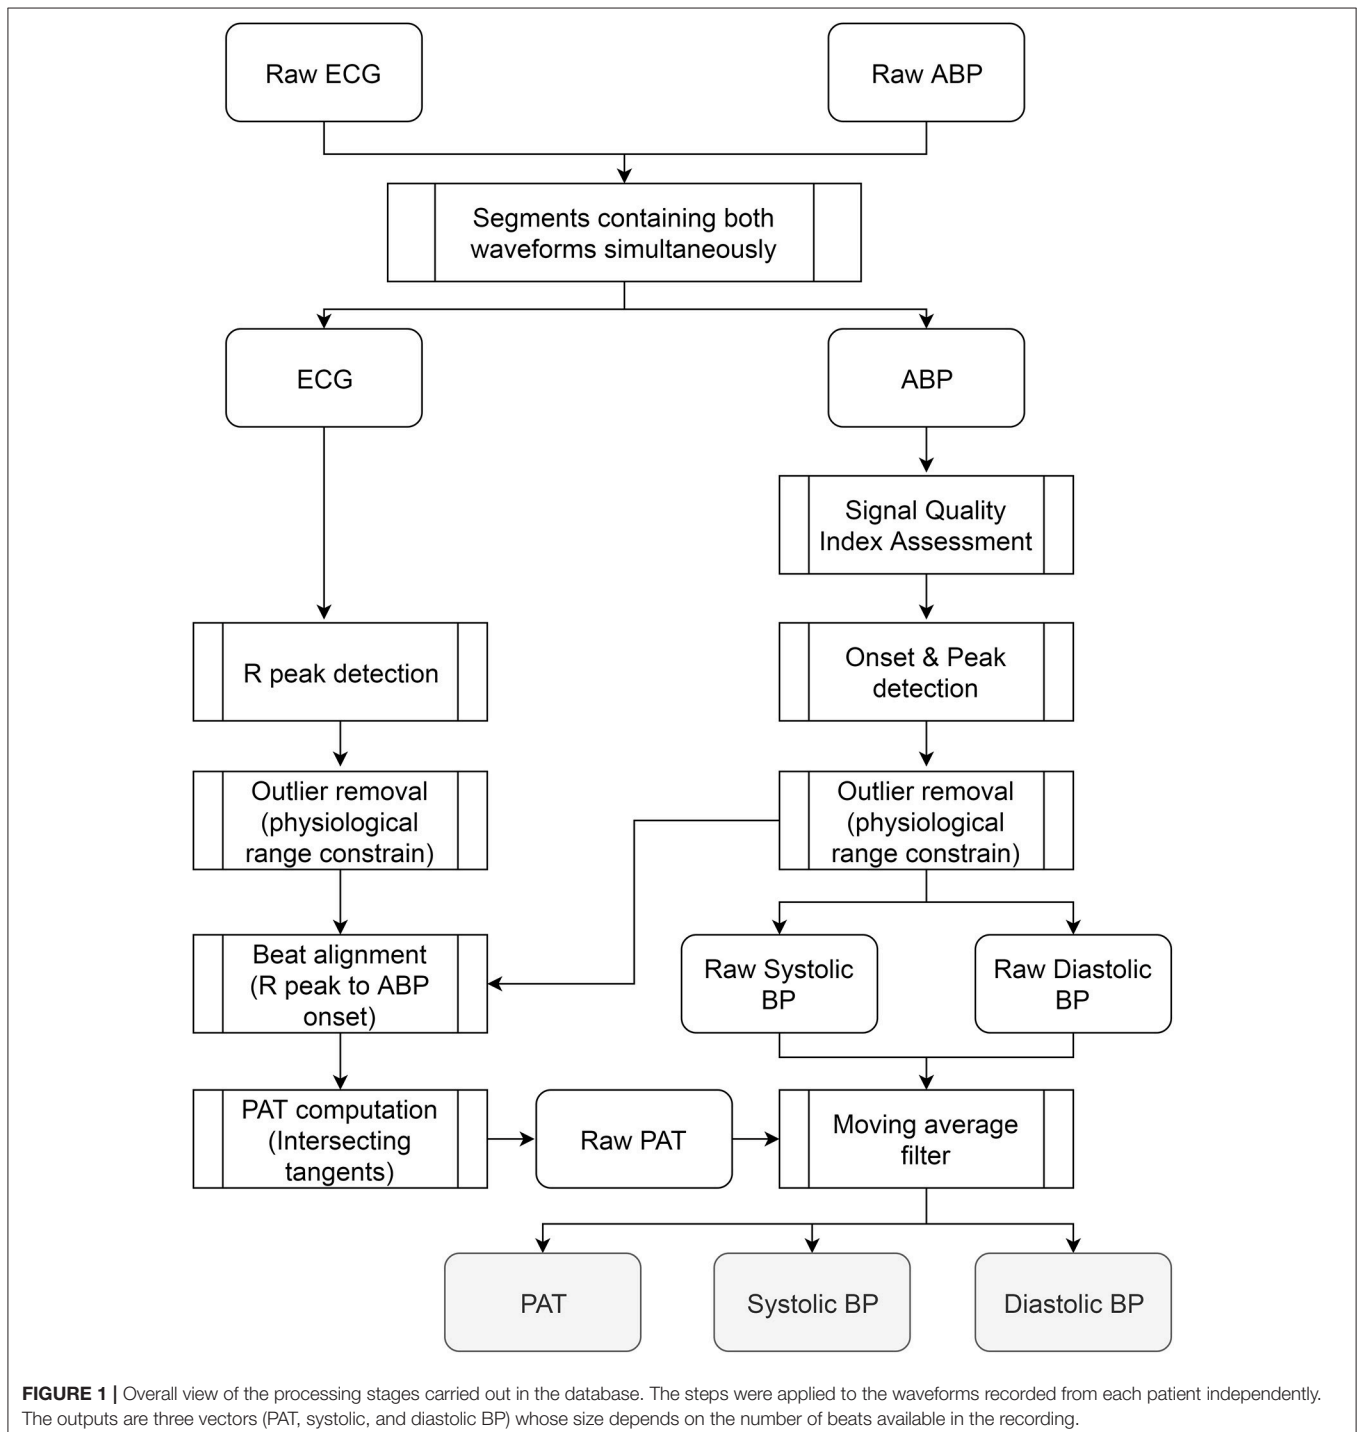 Raw ECG
Raw ABP
Segments containing both
waveforms simultaneously
ECG
ABP
Signal Quality
Index Assessment
R peak detection
Onset & Peak
detection
Outlier removal
(physiological
range constrain)
Outlier removal
(physiological
range constrain)
Beat alignment
(R peak to ABP
onset)
Raw Systolic
BP
Raw Diastolic
BP
PAT computation
(Intersecting
tangents)
Raw PAT
Moving average
filter
PAT
Systolic BP
Diastolic BP
FIGURE 1 | Overall view of the processing stages carried out in the database. The steps were applied to the waveforms recorded from each patient independently.
The outputs are three vectors (PAT, systolic, and diastolic BP) whose size depends on the number of beats available in the recording.